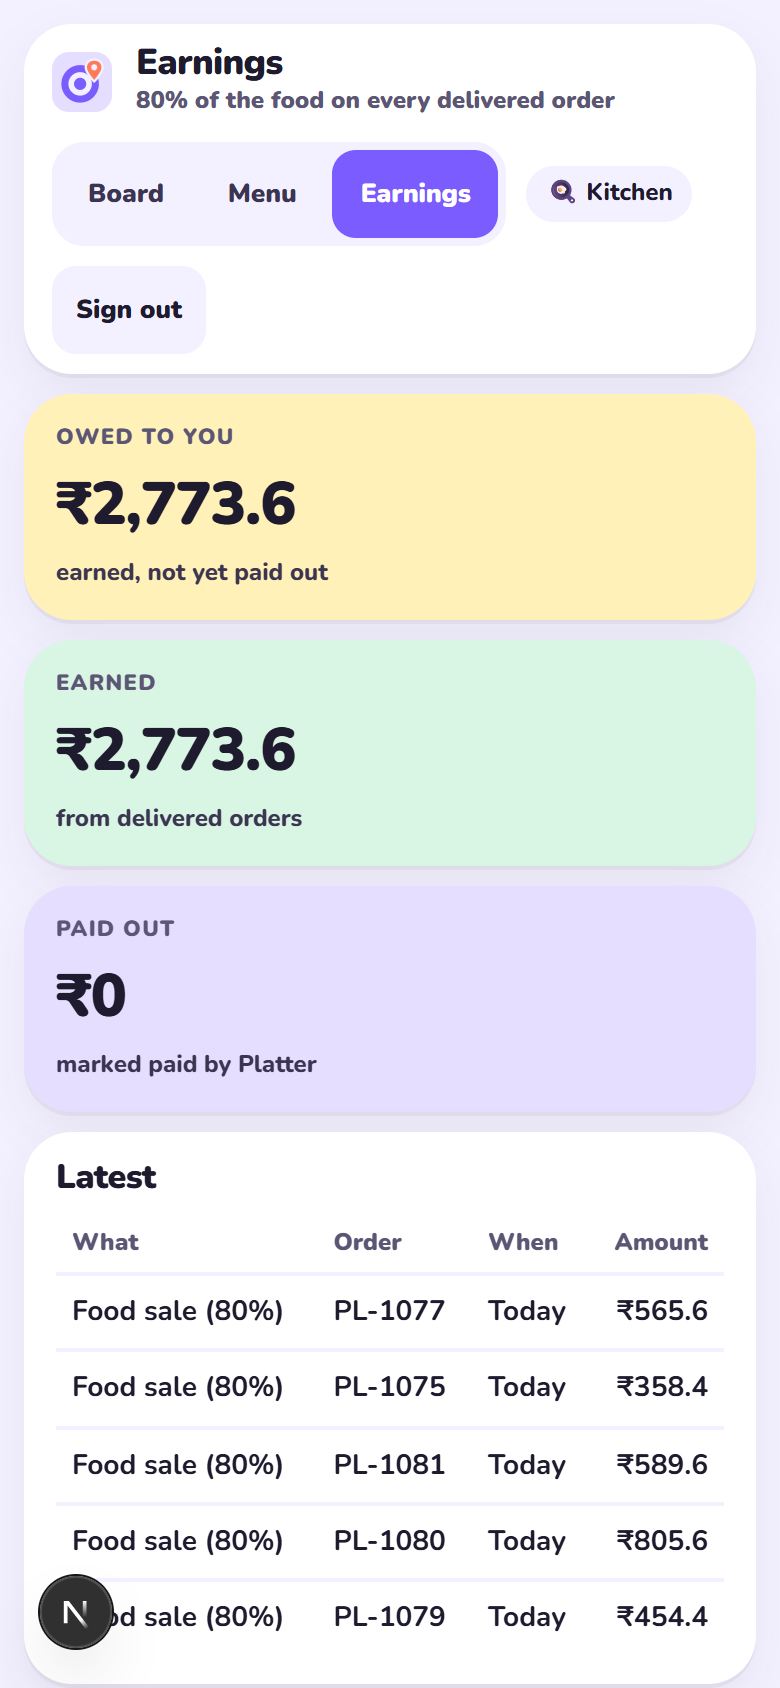 Earnings
80% of the food on every delivered order
Board Menu Earnings Kitchen
Sign out
OWED TO YOU
₹2,773.6
earned, not yet paid out
EARNED
₹2,773.6
from delivered orders
PAID OUT
₹0
marked paid by Platter
Latest
What Order When Amount
Food sale (80%) PL-1077 Today ₹565.6
Food sale (80%) PL-1075 Today ₹358.4
Food sale (80%) PL-1081 Today ₹589.6
Food sale (80%) PL-1080 Today ₹805.6
N od sale (80%) PL-1079 Today ₹454.4